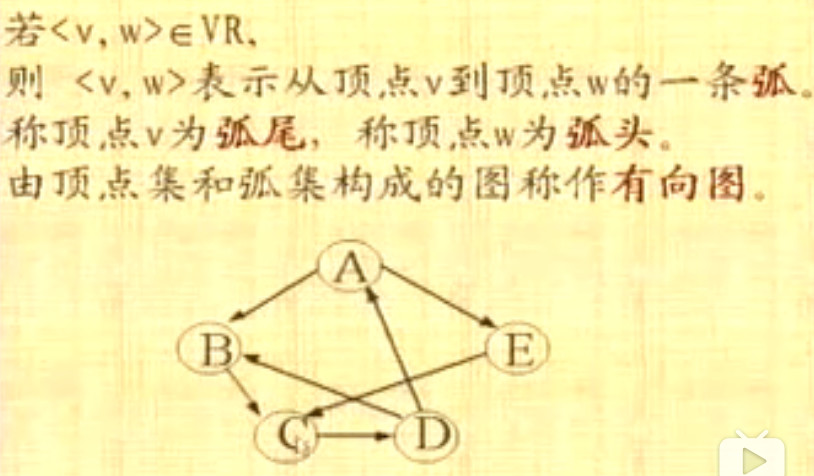 若<v, w>∈VR,
则 <v, w>表示从顶点v到顶点w的一条弧。
称顶点v为弧尾, 称顶点w为弧头。
由顶点集和弧集构成的图称作有向图。
A
B
E
C
D